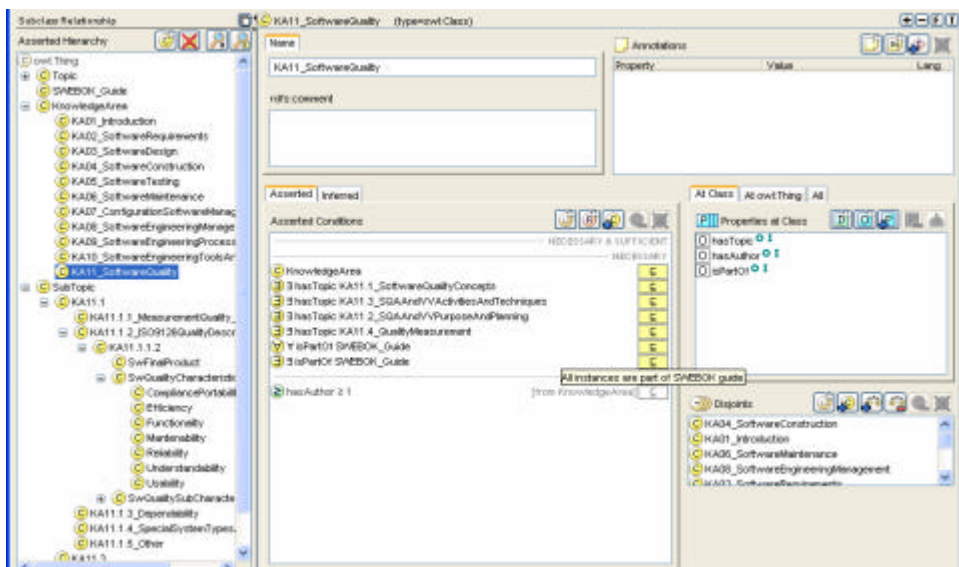 Subclass Relationship
Asserted Hierarchy
owl:Thing
Topic
SWEBOK_Guide
KnowledgeArea
KA01_Introduction
KA02_SoftwareRequirements
KA03_SoftwareDesign
KA04_SoftwareConstruction
KA05_SoftwareTesting
KA06_SoftwareMaintenance
KA07_ConfigurationSoftwareManag
KA08_SoftwareEngineeringManage
KA09_SoftwareEngineeringProcess
KA10_SoftwareEngineeringToolsAr
KA11_SoftwareQuality
SubTopic
KA11.1
KA11.1.1_MesurementQuality_
KA11.1.2_ISO9126QualityDescr
KA11.1.1.2
SwFinalProduct
SwQualityCharacteristic
CompliancePortabili
Efficiency
Functionality
Mantenability
Reliability
Understandability
Usability
SwQualitySubCharacte
KA11.1.3_Dependability
KA11.1.4_SpecialSystemTypes.
KA11.1.5_Other
KA11.2
KA11_SoftwareQuality (type=owl:Class)
Name
KA11_SoftwareQuality
rdfs:comment
Annotations
Property Value Lang
Asserted Inferred
Asserted Conditions
NECESSARY & SUFFICIENT
NECESSARY
KnowledgeArea
∃ hasTopic KA11.1_SoftwareQualityConcepts
∃ hasTopic KA11.3_SQAAndVVActivitiesAndTechniques
∃ hasTopic KA11.2_SQAAndVVPurposeAndPlanning
∃ hasTopic KA11.4_QualityMeasurement
∀ isPartOf SWEBOK_Guide
∃ isPartOf SWEBOK_Guide
All instances are part of SWEBOK guide
hasAuthor ≥ 1 [from KnowledgeArea]
At Class At owl:Thing All
Properties at Class
hasTopic
hasAuthor
isPartOf
Disjoints
KA04_SoftwareConstruction
KA01_Introduction
KA06_SoftwareMaintenance
KA08_SoftwareEngineeringManagement
KA02_SoftwareRequirements